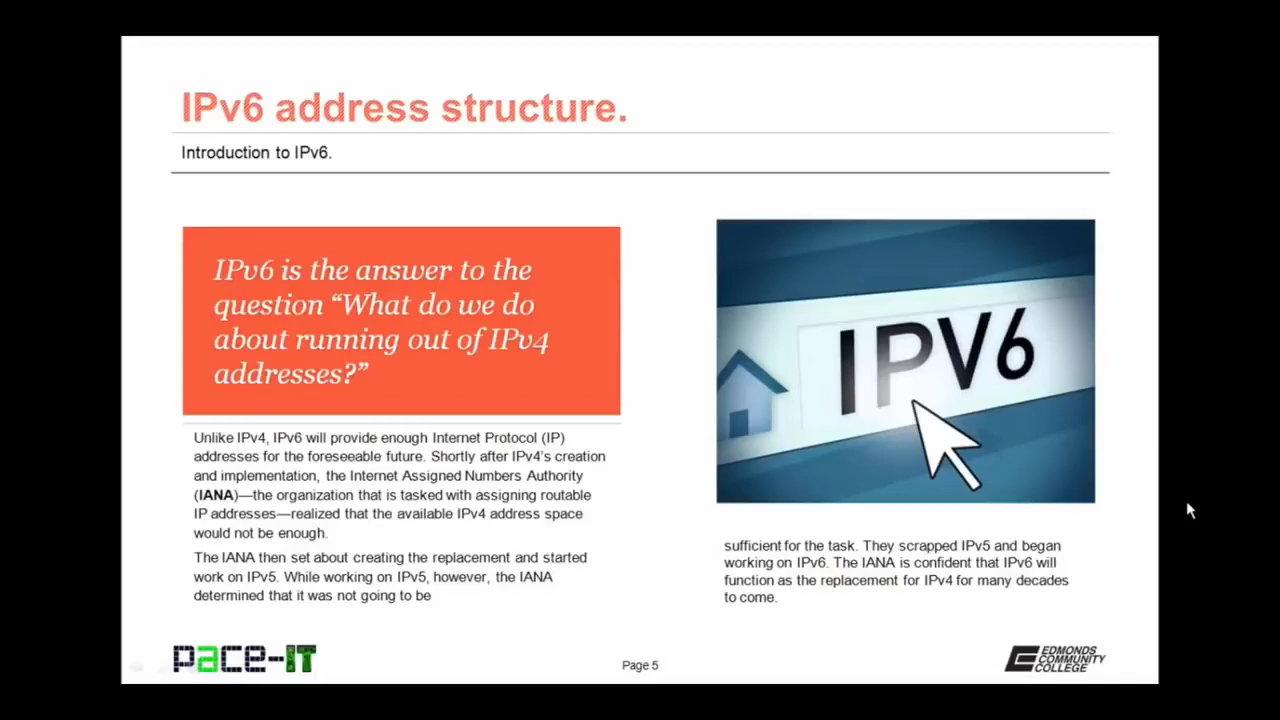 IPv6 address structure.
Introduction to IPv6.
IPv6 is the answer to the
question “What do we do
about running out of IPv4
addresses?”
Unlike IPv4, IPv6 will provide enough Internet Protocol (IP)
addresses for the foreseeable future. Shortly after IPv4’s creation
and implementation, the Internet Assigned Numbers Authority
(IANA)—the organization that is tasked with assigning routable
IP addresses—realized that the available IPv4 address space
would not be enough.
The IANA then set about creating the replacement and started
work on IPv5. While working on IPv5, however, the IANA
determined that it was not going to be
IPV6
sufficient for the task. They scrapped IPv5 and began
working on IPv6. The IANA is confident that IPv6 will
function as the replacement for IPv4 for many decades
to come.
pace-IT
Page 5
EDMONDS
COMMUNITY
COLLEGE